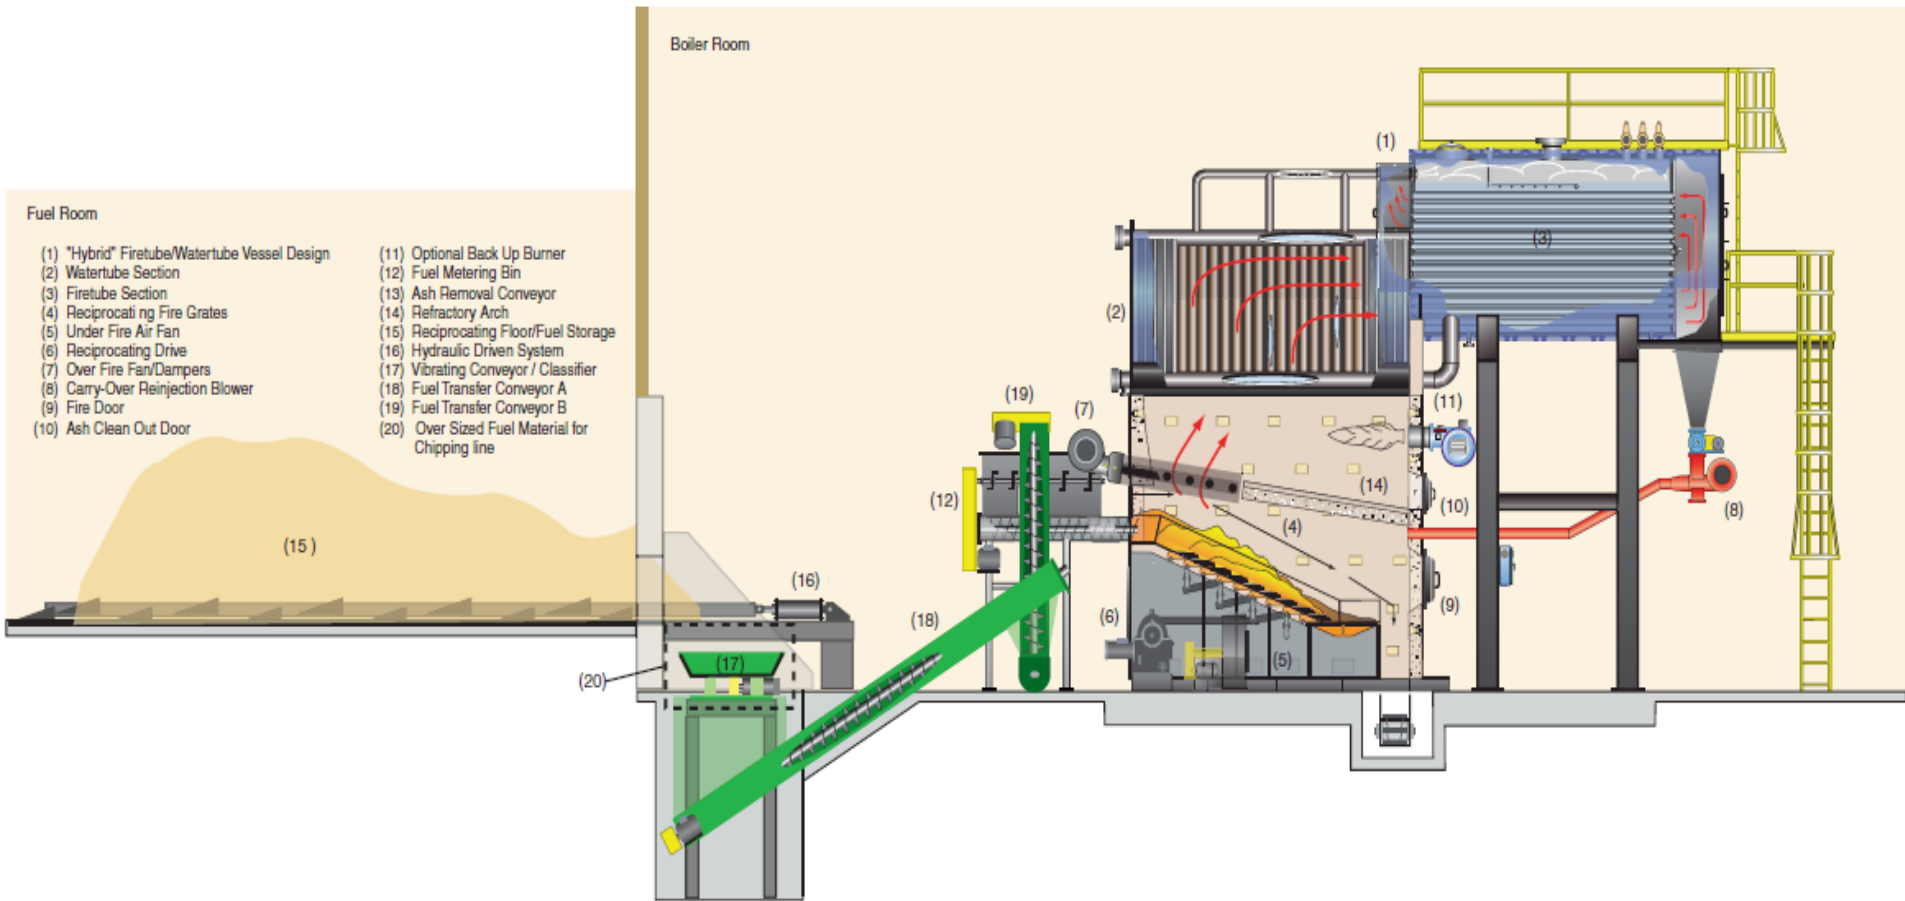 Boiler Room
Fuel Room
(1) "Hybrid" Firetube/Watertube Vessel Design
(2) Watertube Section
(3) Firetube Section
(4) Reciprocating Fire Grates
(5) Under Fire Air Fan
(6) Reciprocating Drive
(7) Over Fire Fan/Dampers
(8) Carry-Over Reinjection Blower
(9) Fire Door
(10) Ash Clean Out Door
(11) Optional Back Up Burner
(12) Fuel Metering Bin
(13) Ash Removal Conveyor
(14) Refractory Arch
(15) Reciprocating Floor/Fuel Storage
(16) Hydraulic Driven System
(17) Vibrating Conveyor / Classifier
(18) Fuel Transfer Conveyor A
(19) Fuel Transfer Conveyor B
(20) Over Sized Fuel Material for
Chipping line
(1)
(3)
(2)
(19)
(7)
(11)
(12)
(14)
(10)
(8)
(4)
(15 )
(16)
(18)
(6)
(9)
(17)
(5)
(20)